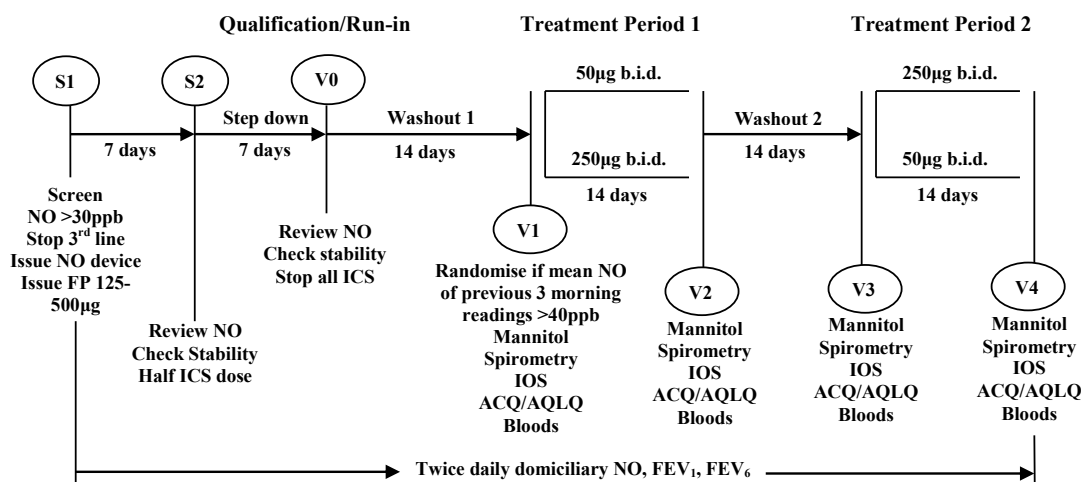 Qualification/Run-in
Treatment Period 1
Treatment Period 2
S1
S2
V0
50µg b.i.d.
250µg b.i.d.
Step down
Washout 1
Washout 2
7 days
7 days
14 days
14 days
250µg b.i.d.
50µg b.i.d.
14 days
14 days
Screen
NO >30ppb
Stop 3rd line
Issue NO device
Issue FP 125-
500µg
Review NO
Check Stability
Half ICS dose
Review NO
Check stability
Stop all ICS
V1
Randomise if mean NO
of previous 3 morning
readings >40ppb
Mannitol
Spirometry
IOS
ACQ/AQLQ
Bloods
V2
Mannitol
Spirometry
IOS
ACQ/AQLQ
Bloods
V3
Mannitol
Spirometry
IOS
ACQ/AQLQ
Bloods
V4
Mannitol
Spirometry
IOS
ACQ/AQLQ
Bloods
Twice daily domiciliary NO, FEV1, FEV6